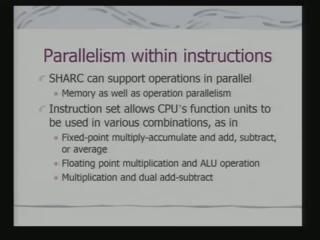 Parallelism within instructions
SHARC can support operations in parallel
Memory as well as operation parallelism
Instruction set allows CPU's function units to
be used in various combinations, as in
Fixed-point multiply-accumulate and add, subtract,
or average
Floating point multiplication and ALU operation
Multiplication and dual add-subtract